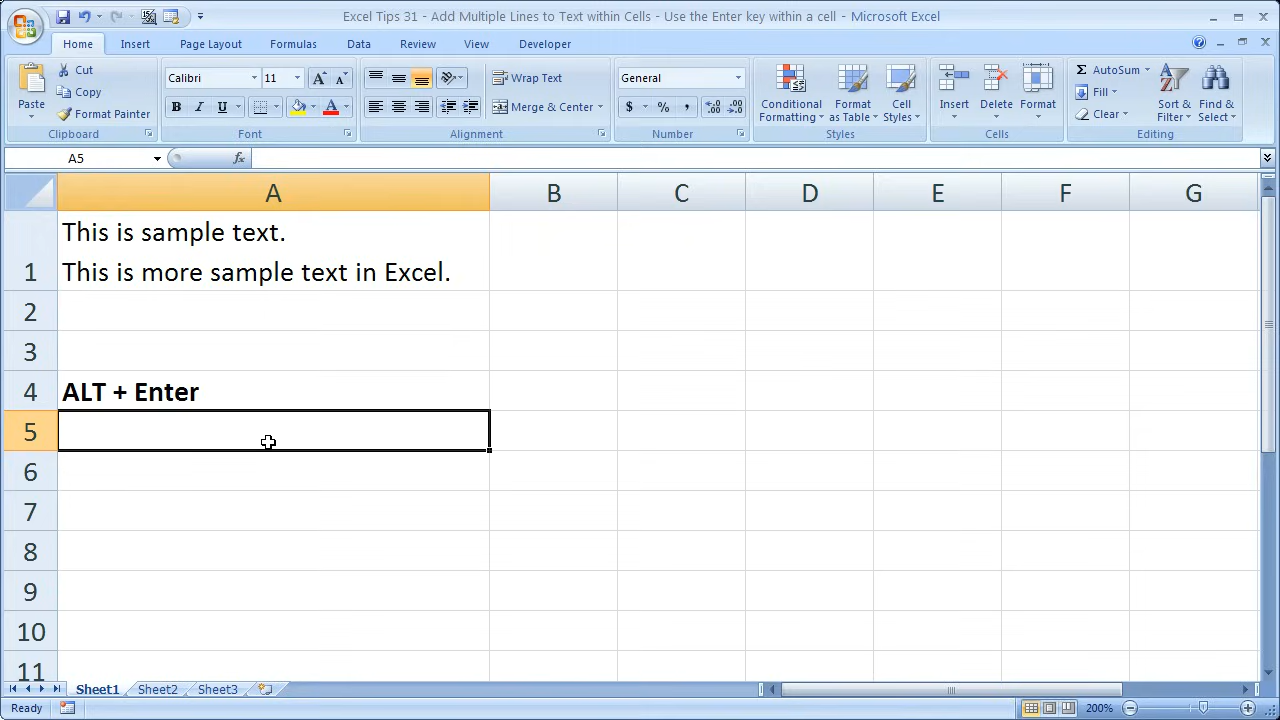 Excel Tips 31 - Add Multiple Lines to Text within Cells - Use the enter key within a cell - Microsoft Excel
Home Insert Page Layout Formulas Data Review View Developer
Paste
Cut
Copy
Format Painter
Clipboard
Calibri 11 A A
B I U A
Font
Wrap Text
Merge & Center
Alignment
General
$ % , .0 .00 .00 .0
Number
Conditional Formatting
Format as Table
Cell Styles
Styles
Insert Delete Format
Cells
Σ AutoSum
Fill
Clear
Sort & Filter
Find & Select
Editing
A5 fx
A B C D E F G
This is sample text.
1 This is more sample text in Excel.
2
3
4 ALT + Enter
5
6
7
8
9
10
11
Sheet1 Sheet2 Sheet3
Ready 200%